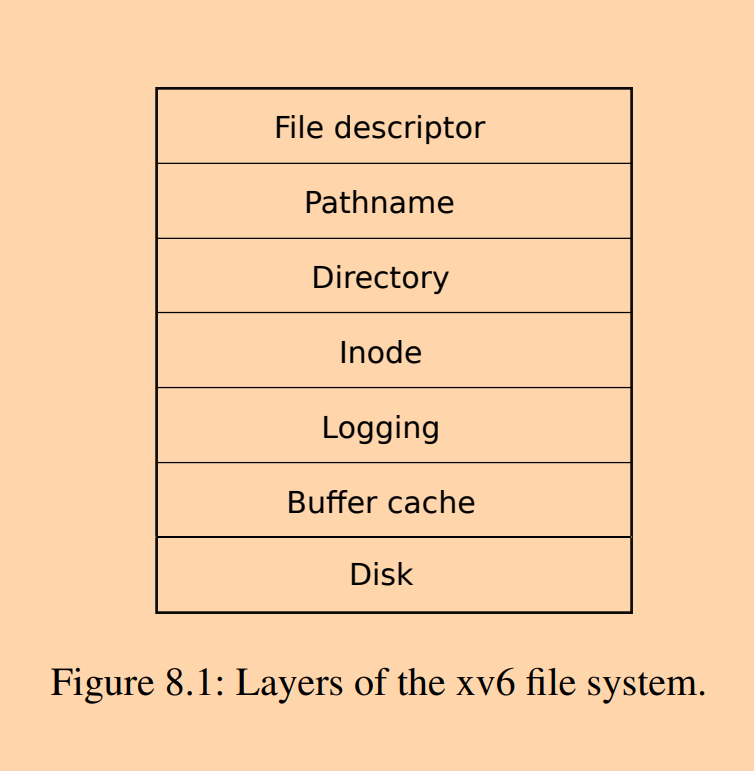 File descriptor
Pathname
Directory
Inode
Logging
Buffer cache
Disk
Figure 8.1: Layers of the xv6 file system.